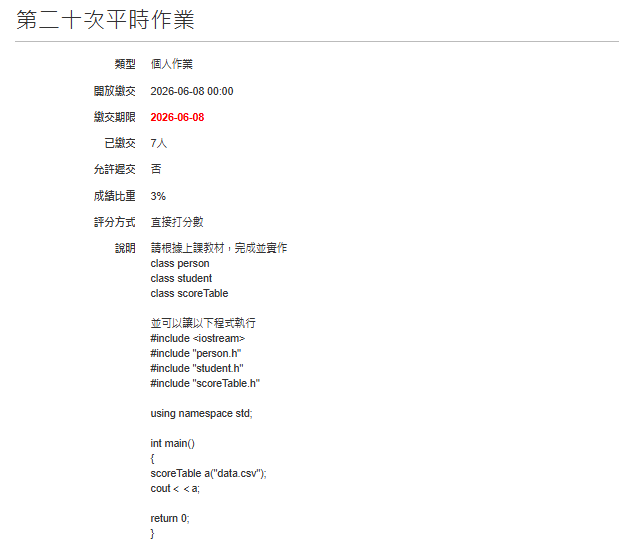 第二十次平時作業
類型 個人作業
開放繳交 2026-06-08 00:00
繳交期限 2026-06-08
已繳交 7人
允許遲交 否
成績比重 3%
評分方式 直接打分數
說明 請根據上課教材，完成並實作
class person
class student
class scoreTable
並可以讓以下程式執行
#include <iostream>
#include "person.h"
#include "student.h"
#include "scoreTable.h"
using namespace std;
int main()
{
scoreTable a("data.csv");
cout < < a;
return 0;
}